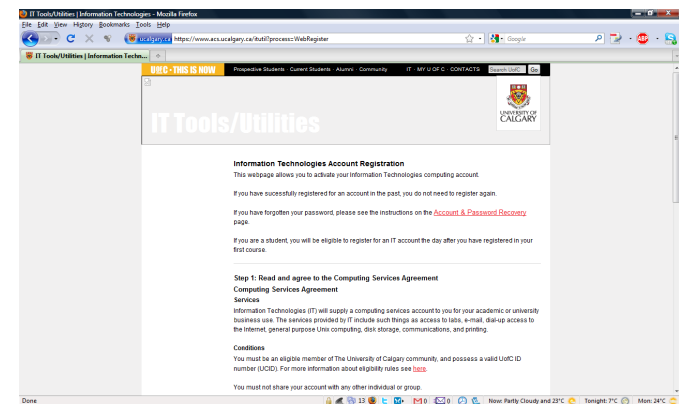 IT Tools/Utilities | Information Technologies - Mozilla Firefox
File Edit View History Bookmarks Tools Help
ucalgary.ca https://www.acs.ucalgary.ca/itutil?process=WebRegister
Google
ABP
IT Tools/Utilities | Information Techn...
U OF C - THIS IS NOW
Prospective Students · Current Students · Alumni · Community IT · MY U OF C · CONTACTS Search UofC Go
IT Tools/Utilities
UNIVERSITY OF
CALGARY
Information Technologies Account Registration
This webpage allows you to activate your Information Technologies computing account.
If you have sucessfully registered for an account in the past, you do not need to register again.
If you have forgotten your password, please see the instructions on the Account & Password Recovery
page.
If you are a student, you will be eligible to register for an IT account the day after you have registered in your
first course.
Step 1: Read and agree to the Computing Services Agreement
Computing Services Agreement
Services
Information Technologies (IT) will supply a computing services account to you for your academic or university
business use. The services provided by IT include such things as access to labs, e-mail, dial-up access to
the Internet, general purpose Unix computing, disk storage, communications, and printing.
Conditions
You must be an eligible member of The University of Calgary community, and possess a valid UofC ID
number (UCID). For more information about eligibility rules see here.
You must not share your account with any other individual or group.
Done 13 0 0 Now: Partly Cloudy and 23°C Tonight: 7°C Mon: 24°C